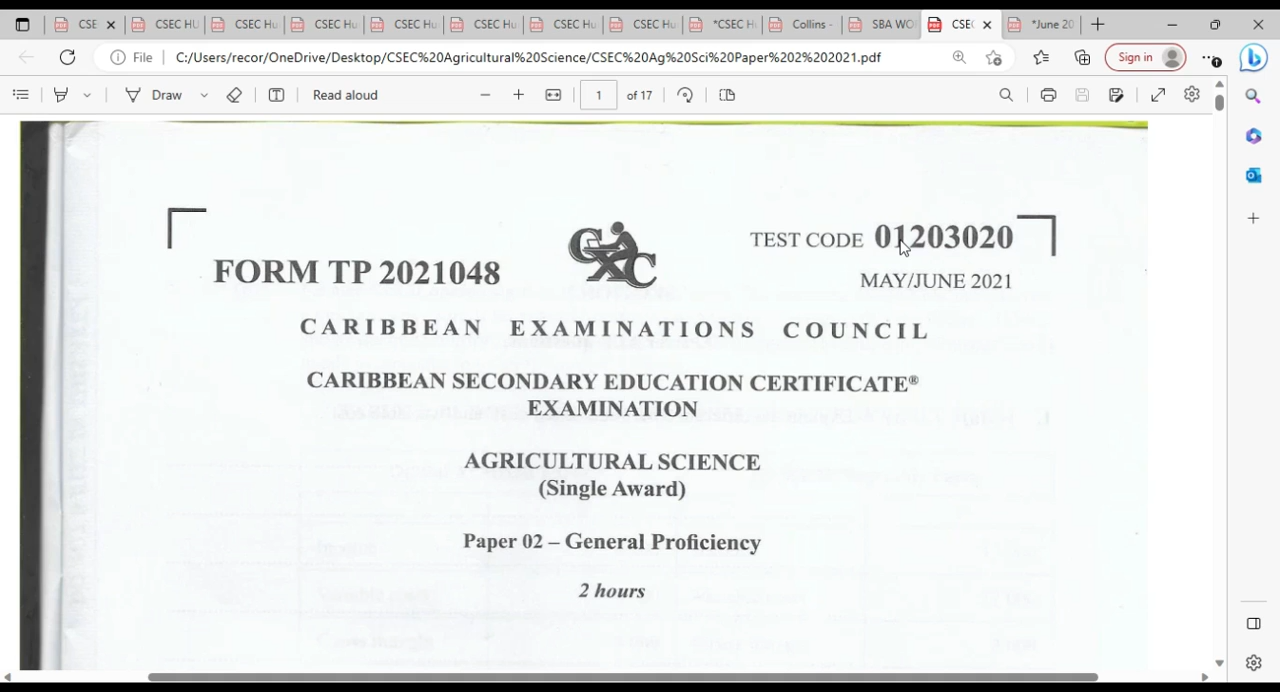 CSE
CSEC HU
CSEC Hu
CSEC Hu
CSEC Hu
CSEC Hu
CSEC Hu
CSEC Hu
*CSEC H
Collins -
SBA WO
CSEC
*June 20
File
C:/Users/recor/OneDrive/Desktop/CSEC%20Agricultural%20Science/CSEC%20Ag%20Sci%20Paper%202%202021.pdf
Sign in
Draw
Read aloud
1
of 17
TEST CODE 01203020
FORM TP 2021048
CXC
MAY/JUNE 2021
CARIBBEAN EXAMINATIONS COUNCIL
CARIBBEAN SECONDARY EDUCATION CERTIFICATE®
EXAMINATION
AGRICULTURAL SCIENCE
(Single Award)
Paper 02 – General Proficiency
2 hours